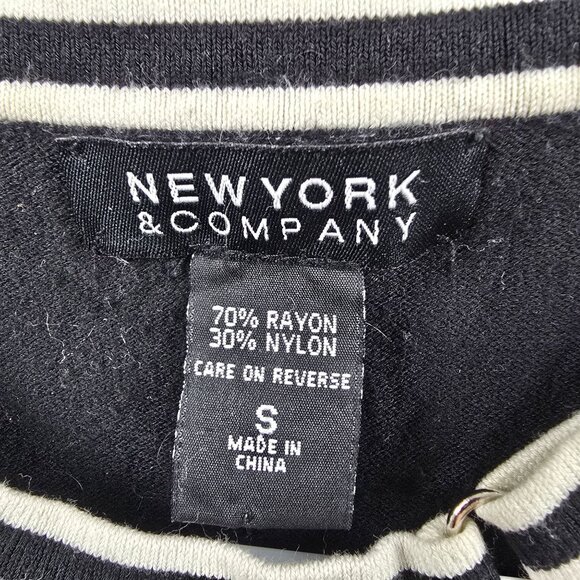 NEW YORK
& COMPANY
70% RAYON
30% NYLON
CARE ON REVERSE
S
MADE IN
CHINA